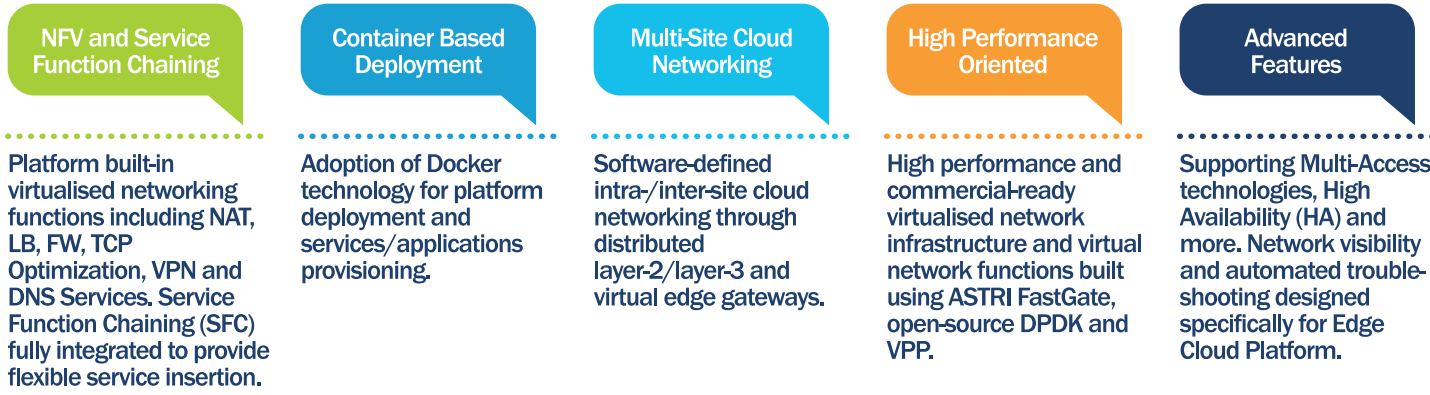 NFV and Service
Function Chaining
Platform built-in
virtualised networking
functions including NAT,
LB, FW, TCP
Optimization, VPN and
DNS Services. Service
Function Chaining (SFC)
fully integrated to provide
flexible service insertion.
Container Based
Deployment
Adoption of Docker
technology for platform
deployment and
services/applications
provisioning.
Multi-Site Cloud
Networking
Software-defined
intra-/inter-site cloud
networking through
distributed
layer-2/layer-3 and
virtual edge gateways.
High Performance
Oriented
High performance and
commercial-ready
virtualised network
infrastructure and virtual
network functions built
using ASTRI FastGate,
open-source DPDK and
VPP.
Advanced
Features
Supporting Multi-Access
technologies, High
Availability (HA) and
more. Network visibility
and automated trouble-
shooting designed
specifically for Edge
Cloud Platform.